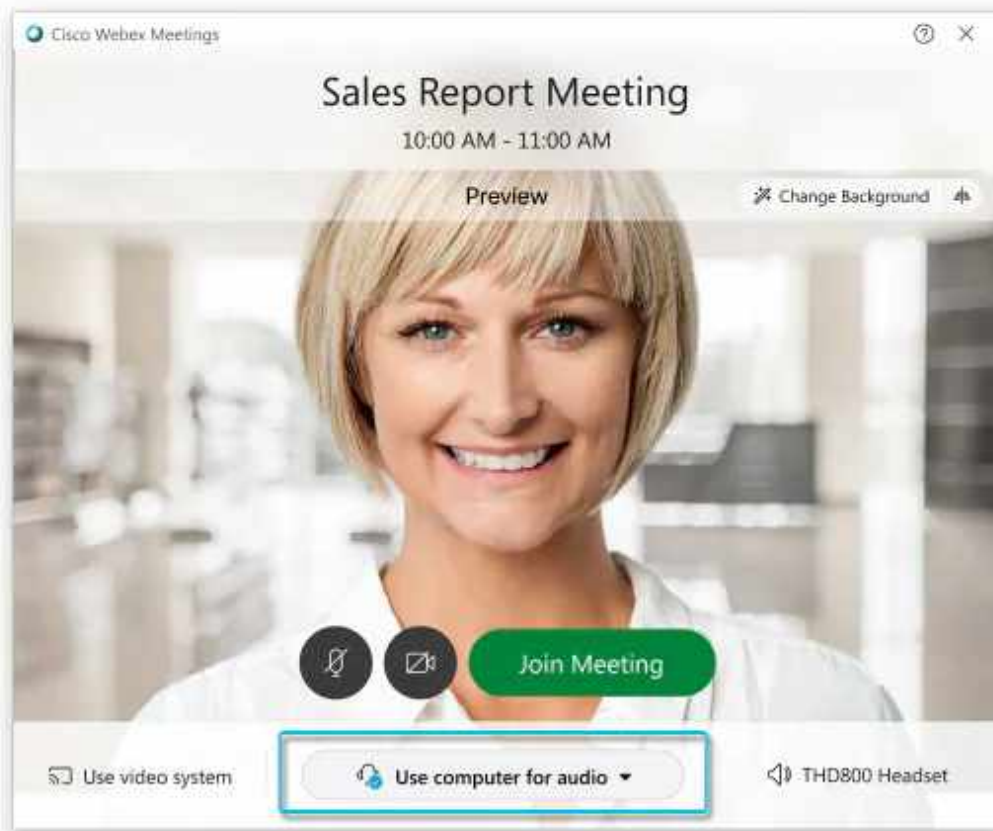 Cisco Webex Meetings
Sales Report Meeting
10:00 AM - 11:00 AM
Preview
Change Background
Join Meeting
Use video system
Use computer for audio
THD800 Headset